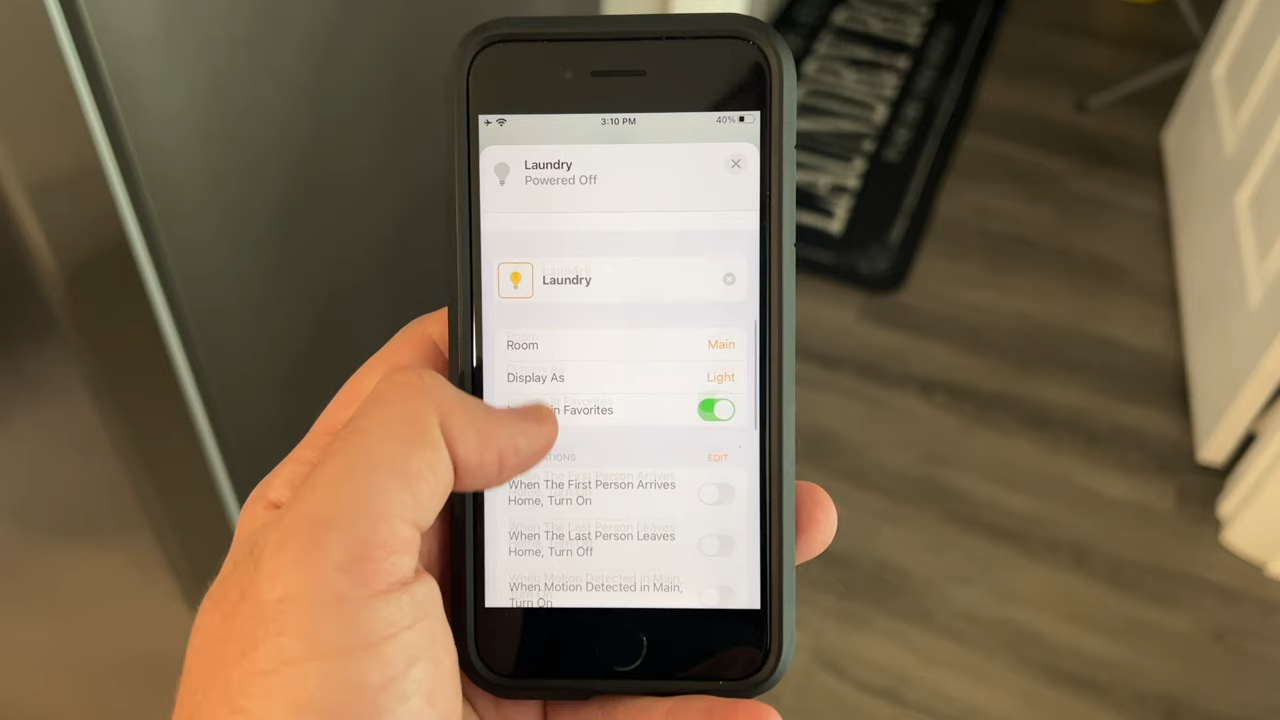 3:10 PM
40%
Laundry
Powered Off
Laundry
Room
Main
Display As
Light
in Favorites
EDIT
When The First Person Arrives
Home, Turn On
When The Last Person Leaves
Home, Turn Off
When Motion Detected in Main,
Turn On
LAUNDRY